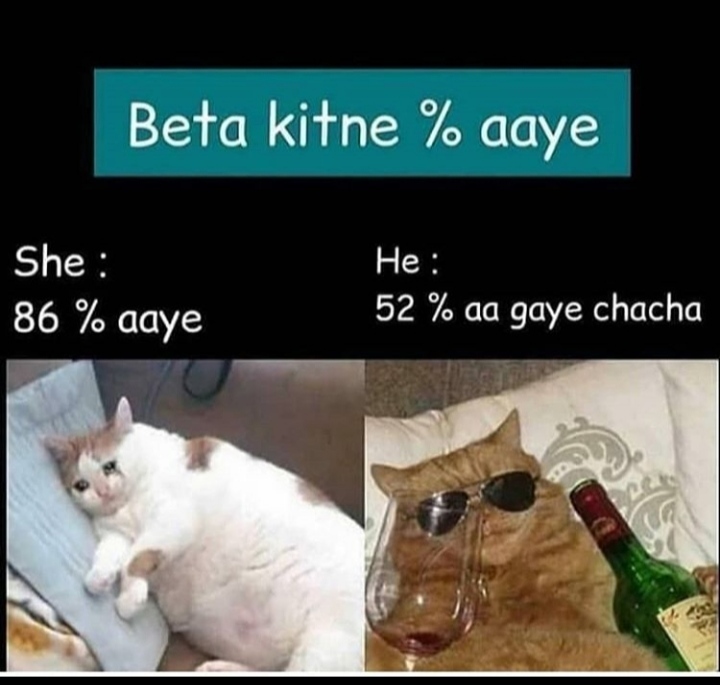 Beta kitne % aaye
She :
86 % aaye
He :
52 % aa gaye chacha